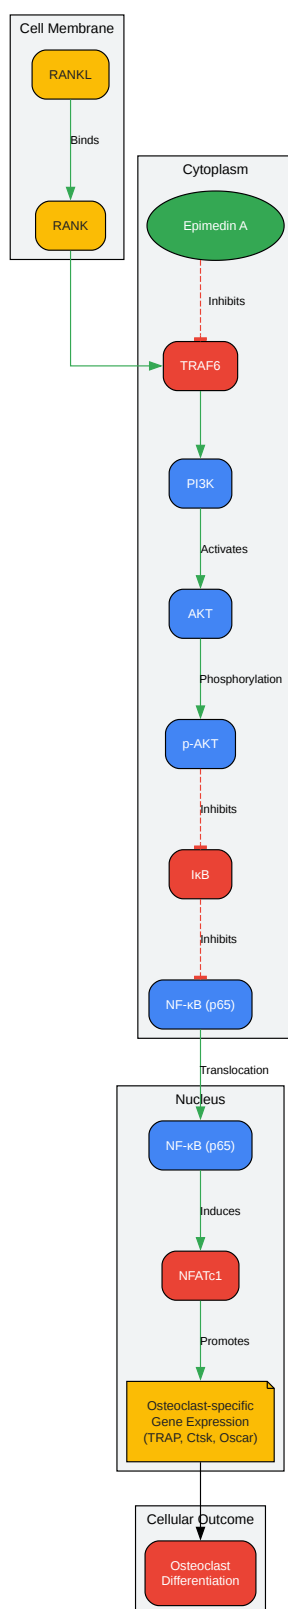 Cell Membrane
RANKL
Binds
RANK
Cytoplasm
Epimedin A
Inhibits
TRAF6
PI3K
Activates
AKT
Phosphorylation
p-AKT
Inhibits
IκB
Inhibits
NF-κB (p65)
Translocation
Nucleus
NF-κB (p65)
Induces
NFATc1
Promotes
Osteoclast-specific
Gene Expression
(TRAP, Ctsk, Oscar)
Cellular Outcome
Osteoclast
Differentiation